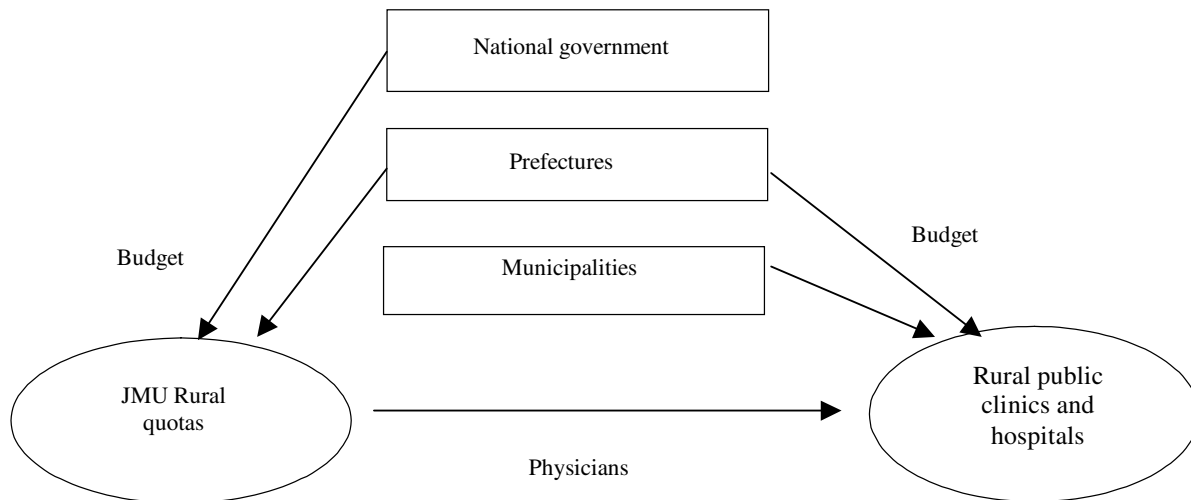 National government
Prefectures
Budget
Budget
Municipalities
JMU Rural
quotas
Rural public
clinics and
hospitals
Physicians